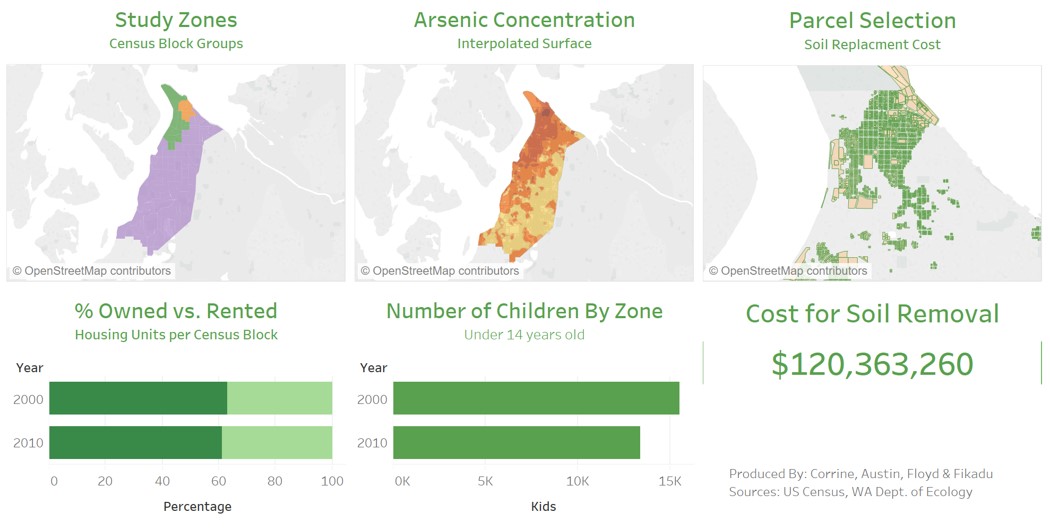 Study Zones
Census Block Groups
© OpenStreetMap contributors
Arsenic Concentration
Interpolated Surface
© OpenStreetMap contributors
Parcel Selection
Soil Replacment Cost
© OpenStreetMap contributors
% Owned vs. Rented
Housing Units per Census Block
Year
2000
2010
0 20 40 60 80 100
Percentage
Number of Children By Zone
Under 14 years old
Year
2000
2010
0K 5K 10K 15K
Kids
Cost for Soil Removal
$120,363,260
Produced By: Corrine, Austin, Floyd & Fikadu
Sources: US Census, WA Dept. of Ecology